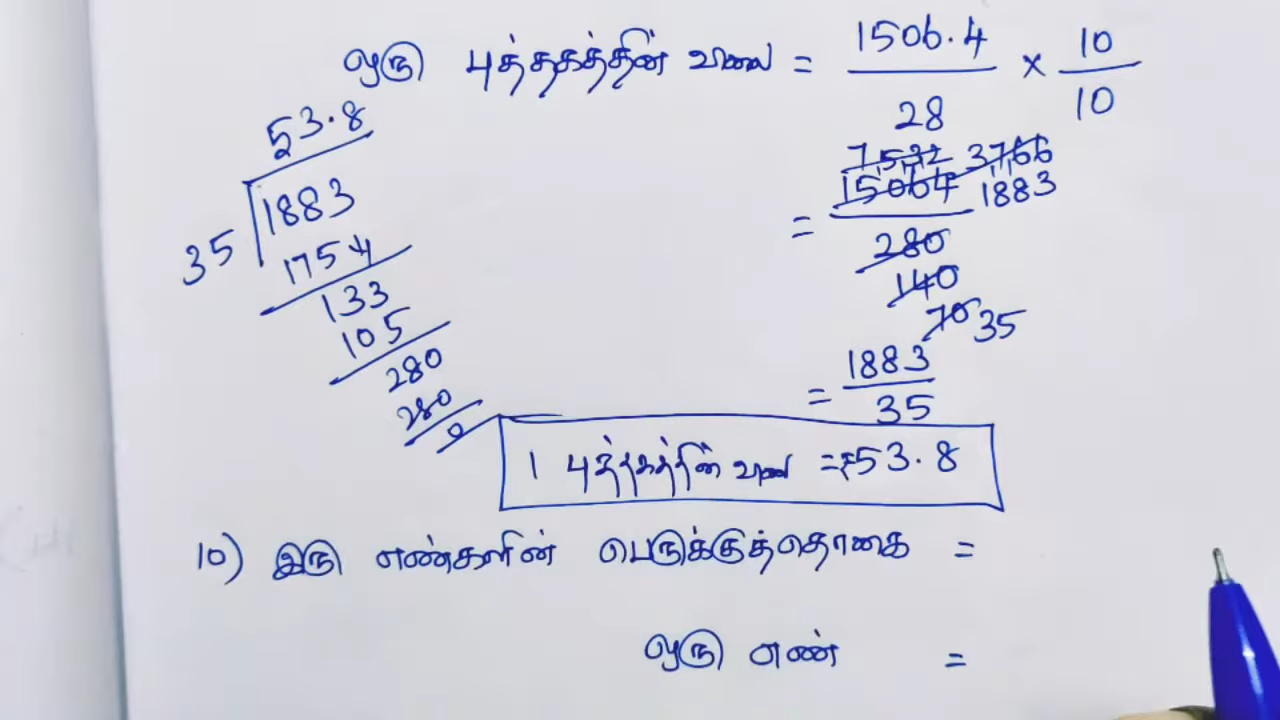 ஒரு புத்தகத்தின் விலை = 1506.4 / 28 × 10 / 10
= 15064 / 280
7532 3766
1883
140
70 35
= 1883 / 35
53.8
35 1883
175
133
105
280
280
0
1 புத்தகத்தின் விலை = ₹53.8
10) இரு எண்களின் பெருக்குத்தொகை =
ஒரு எண் =